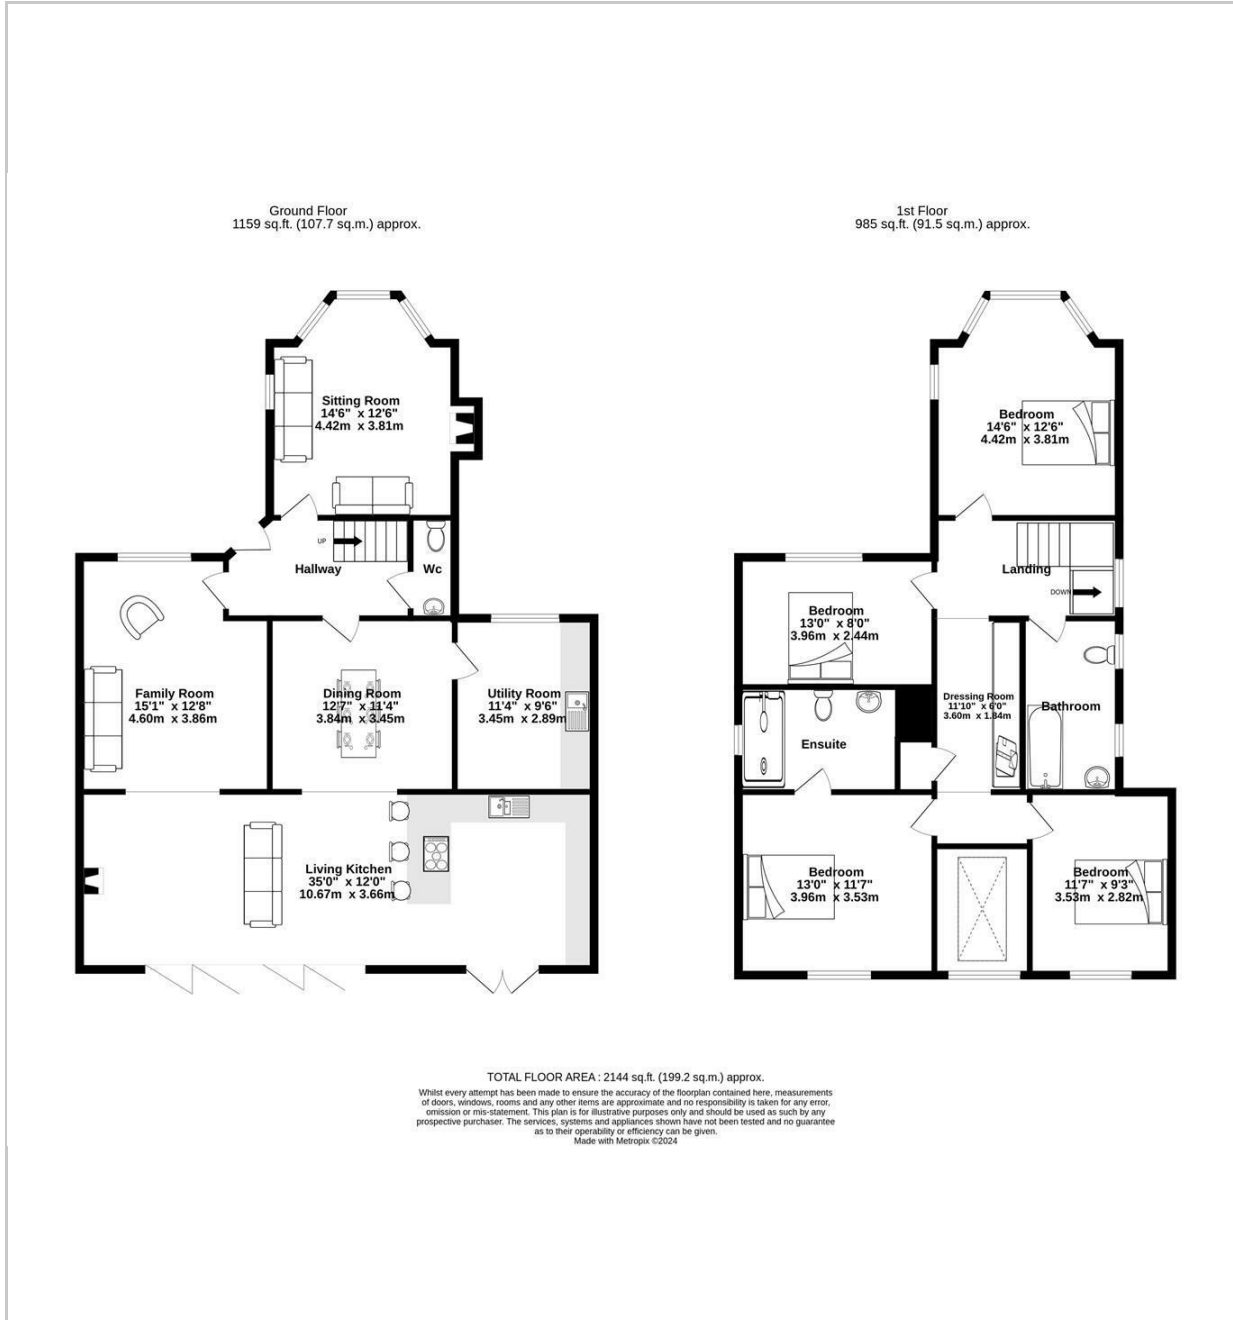 Ground Floor
1159 sq.ft. (107.7 sq.m.) approx.
Sitting Room
14'6" x 12'6"
4.42m x 3.81m
UP
Hallway
Wc
Family Room
15'1" x 12'8"
4.60m x 3.86m
Dining Room
12'7" x 11'4"
3.84m x 3.45m
Utility Room
11'4" x 9'6"
3.45m x 2.89m
Living Kitchen
35'0" x 12'0"
10.67m x 3.66m
1st Floor
985 sq.ft. (91.5 sq.m.) approx.
Bedroom
14'6" x 12'6"
4.42m x 3.81m
Landing
DOWN
Bedroom
13'0" x 8'0"
3.96m x 2.44m
Dressing Room
11'10" x 6'0"
3.60m x 1.84m
Bathroom
Ensuite
Bedroom
13'0" x 11'7"
3.96m x 3.53m
Bedroom
11'7" x 9'3"
3.53m x 2.82m
TOTAL FLOOR AREA : 2144 sq.ft. (199.2 sq.m.) approx.
Whilst every attempt has been made to ensure the accuracy of the floorplan contained here, measurements
of doors, windows, rooms and any other items are approximate and no responsibility is taken for any error,
omission or mis-statement. This plan is for illustrative purposes only and should be used as such by any
prospective purchaser. The services, systems and appliances shown have not been tested and no guarantee
as to their operability or efficiency can be given.
Made with Metropix ©2024